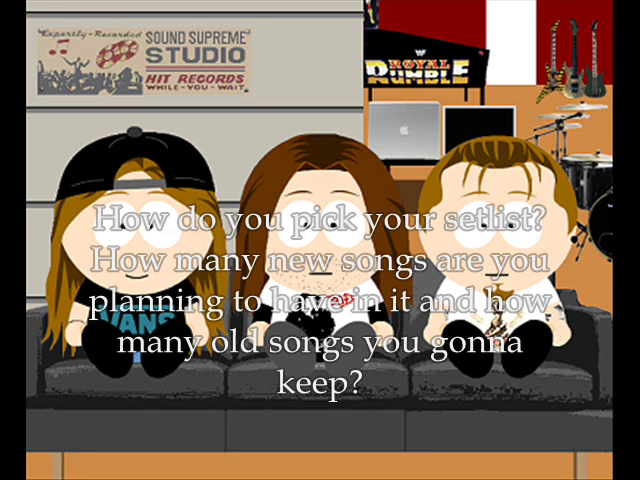 "Expertly-Recorded
SOUND SUPREME
STUDIO
HIT RECORDS
WHILE-YOU-WAIT.
W
ROYAL
RUMBLE
How do you pick your setlist?
How many new songs are you
planning to have in it and how
many old songs you gonna
keep?
VANS